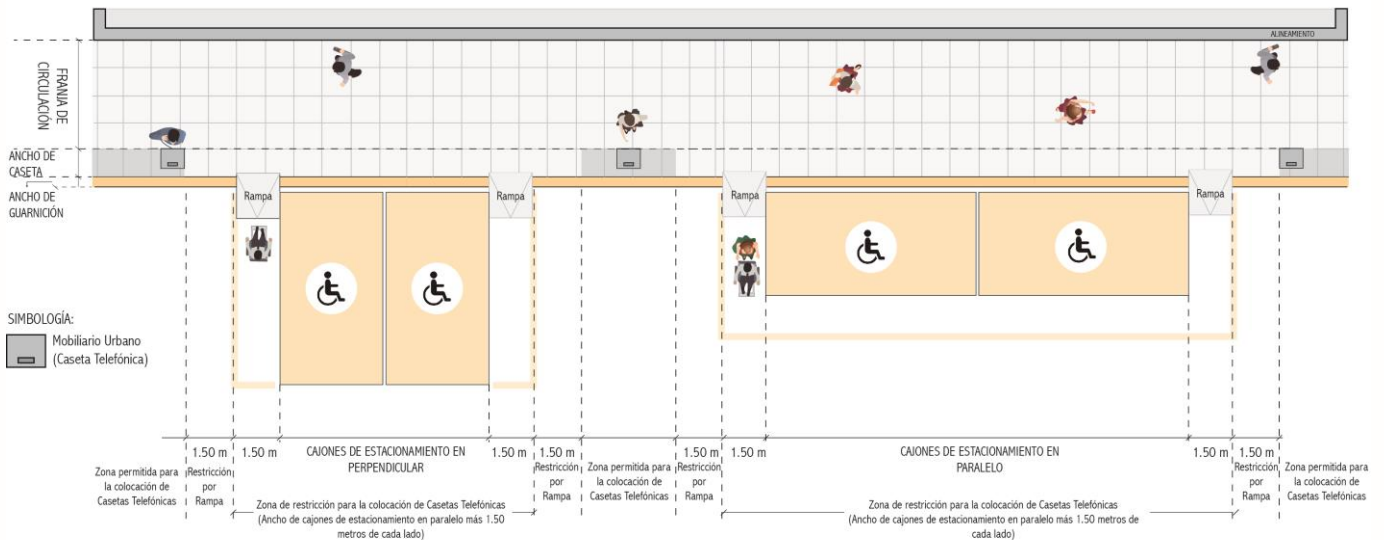 ALINEAMIENTO
FRANJA DE
CIRCULACIÓN
ANCHO DE
CASETA
ANCHO DE
GUARNICIÓN
Rampa
Rampa
Rampa
Rampa
SIMBOLOGÍA:
Mobiliario Urbano
(Caseta Telefónica)
1.50 m
1.50 m
CAJONES DE ESTACIONAMIENTO EN
PERPENDICULAR
1.50 m
1.50 m
1.50 m
1.50 m
CAJONES DE ESTACIONAMIENTO EN
PARALELO
1.50 m
1.50 m
Zona permitida para
la colocación de
Casetas Telefónicas
Restricción
por
Rampa
Zona de restricción para la colocación de Casetas Telefónicas
(Ancho de cajones de estacionamiento en paralelo más 1.50
metros de cada lado)
Restricción
por
Rampa
Zona permitida para
la colocación de
Casetas Telefónicas
Restricción
por
Rampa
Zona de restricción para la colocación de Casetas Telefónicas
(Ancho de cajones de estacionamiento en paralelo más 1.50 metros de
cada lado)
Restricción
por
Rampa
Zona permitida para
la colocación de
Casetas Telefónicas